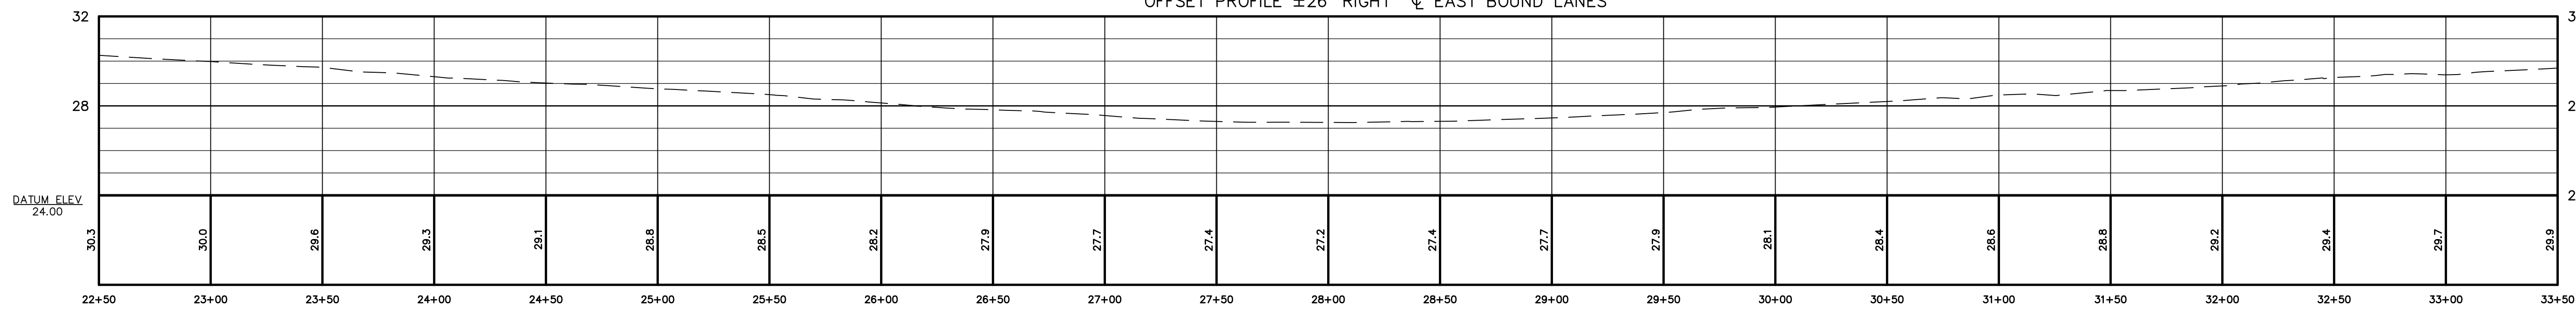 OFFSET PROFILE ±26' RIGHT ℄ EAST BOUND LANES
32
28
DATUM ELEV
24.00
30.3 30.0 29.6 29.3 29.1 28.8 28.5 28.2 27.9 27.7 27.4 27.2 27.4 27.7 27.9 28.1 28.4 28.6 28.8 29.2 29.4 29.7 29.9
22+50 23+00 23+50 24+00 24+50 25+00 25+50 26+00 26+50 27+00 27+50 28+00 28+50 29+00 29+50 30+00 30+50 31+00 31+50 32+00 32+50 33+00 33+50